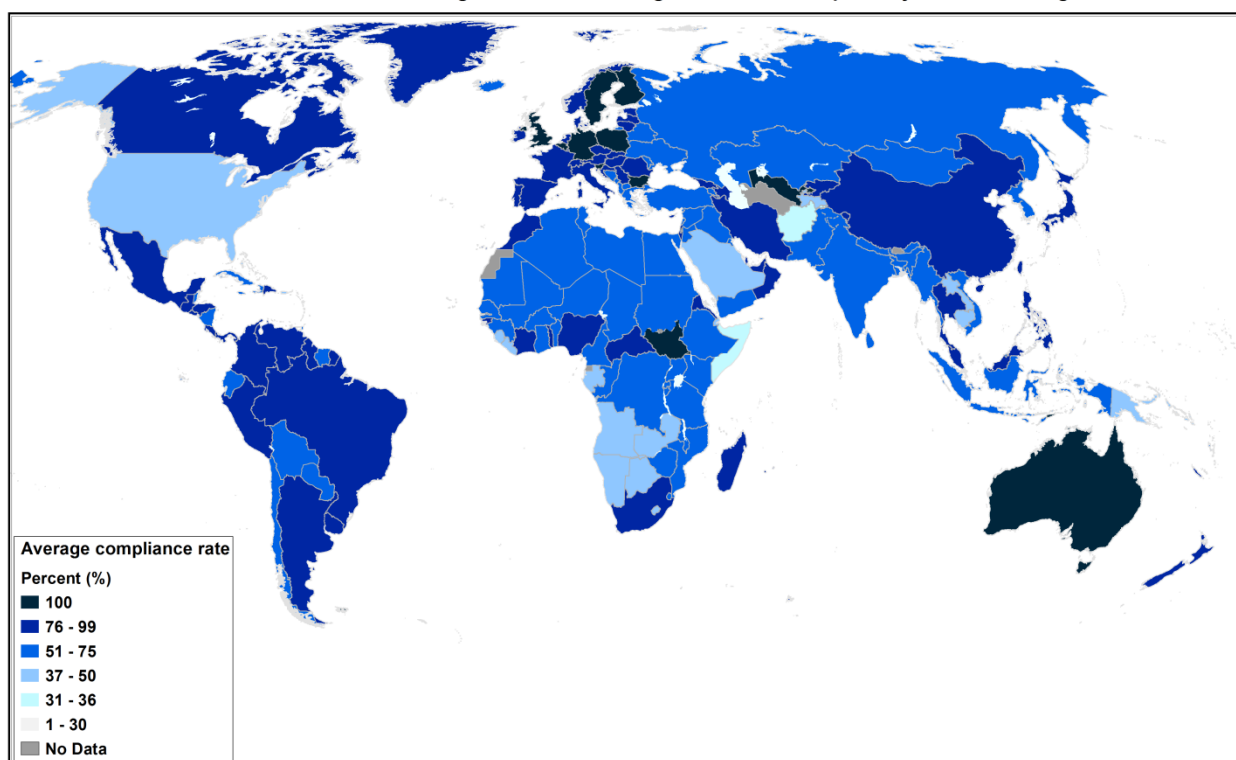 Average compliance rate
Percent (%)
100
76 - 99
51 - 75
37 - 50
31 - 36
1 - 30
No Data